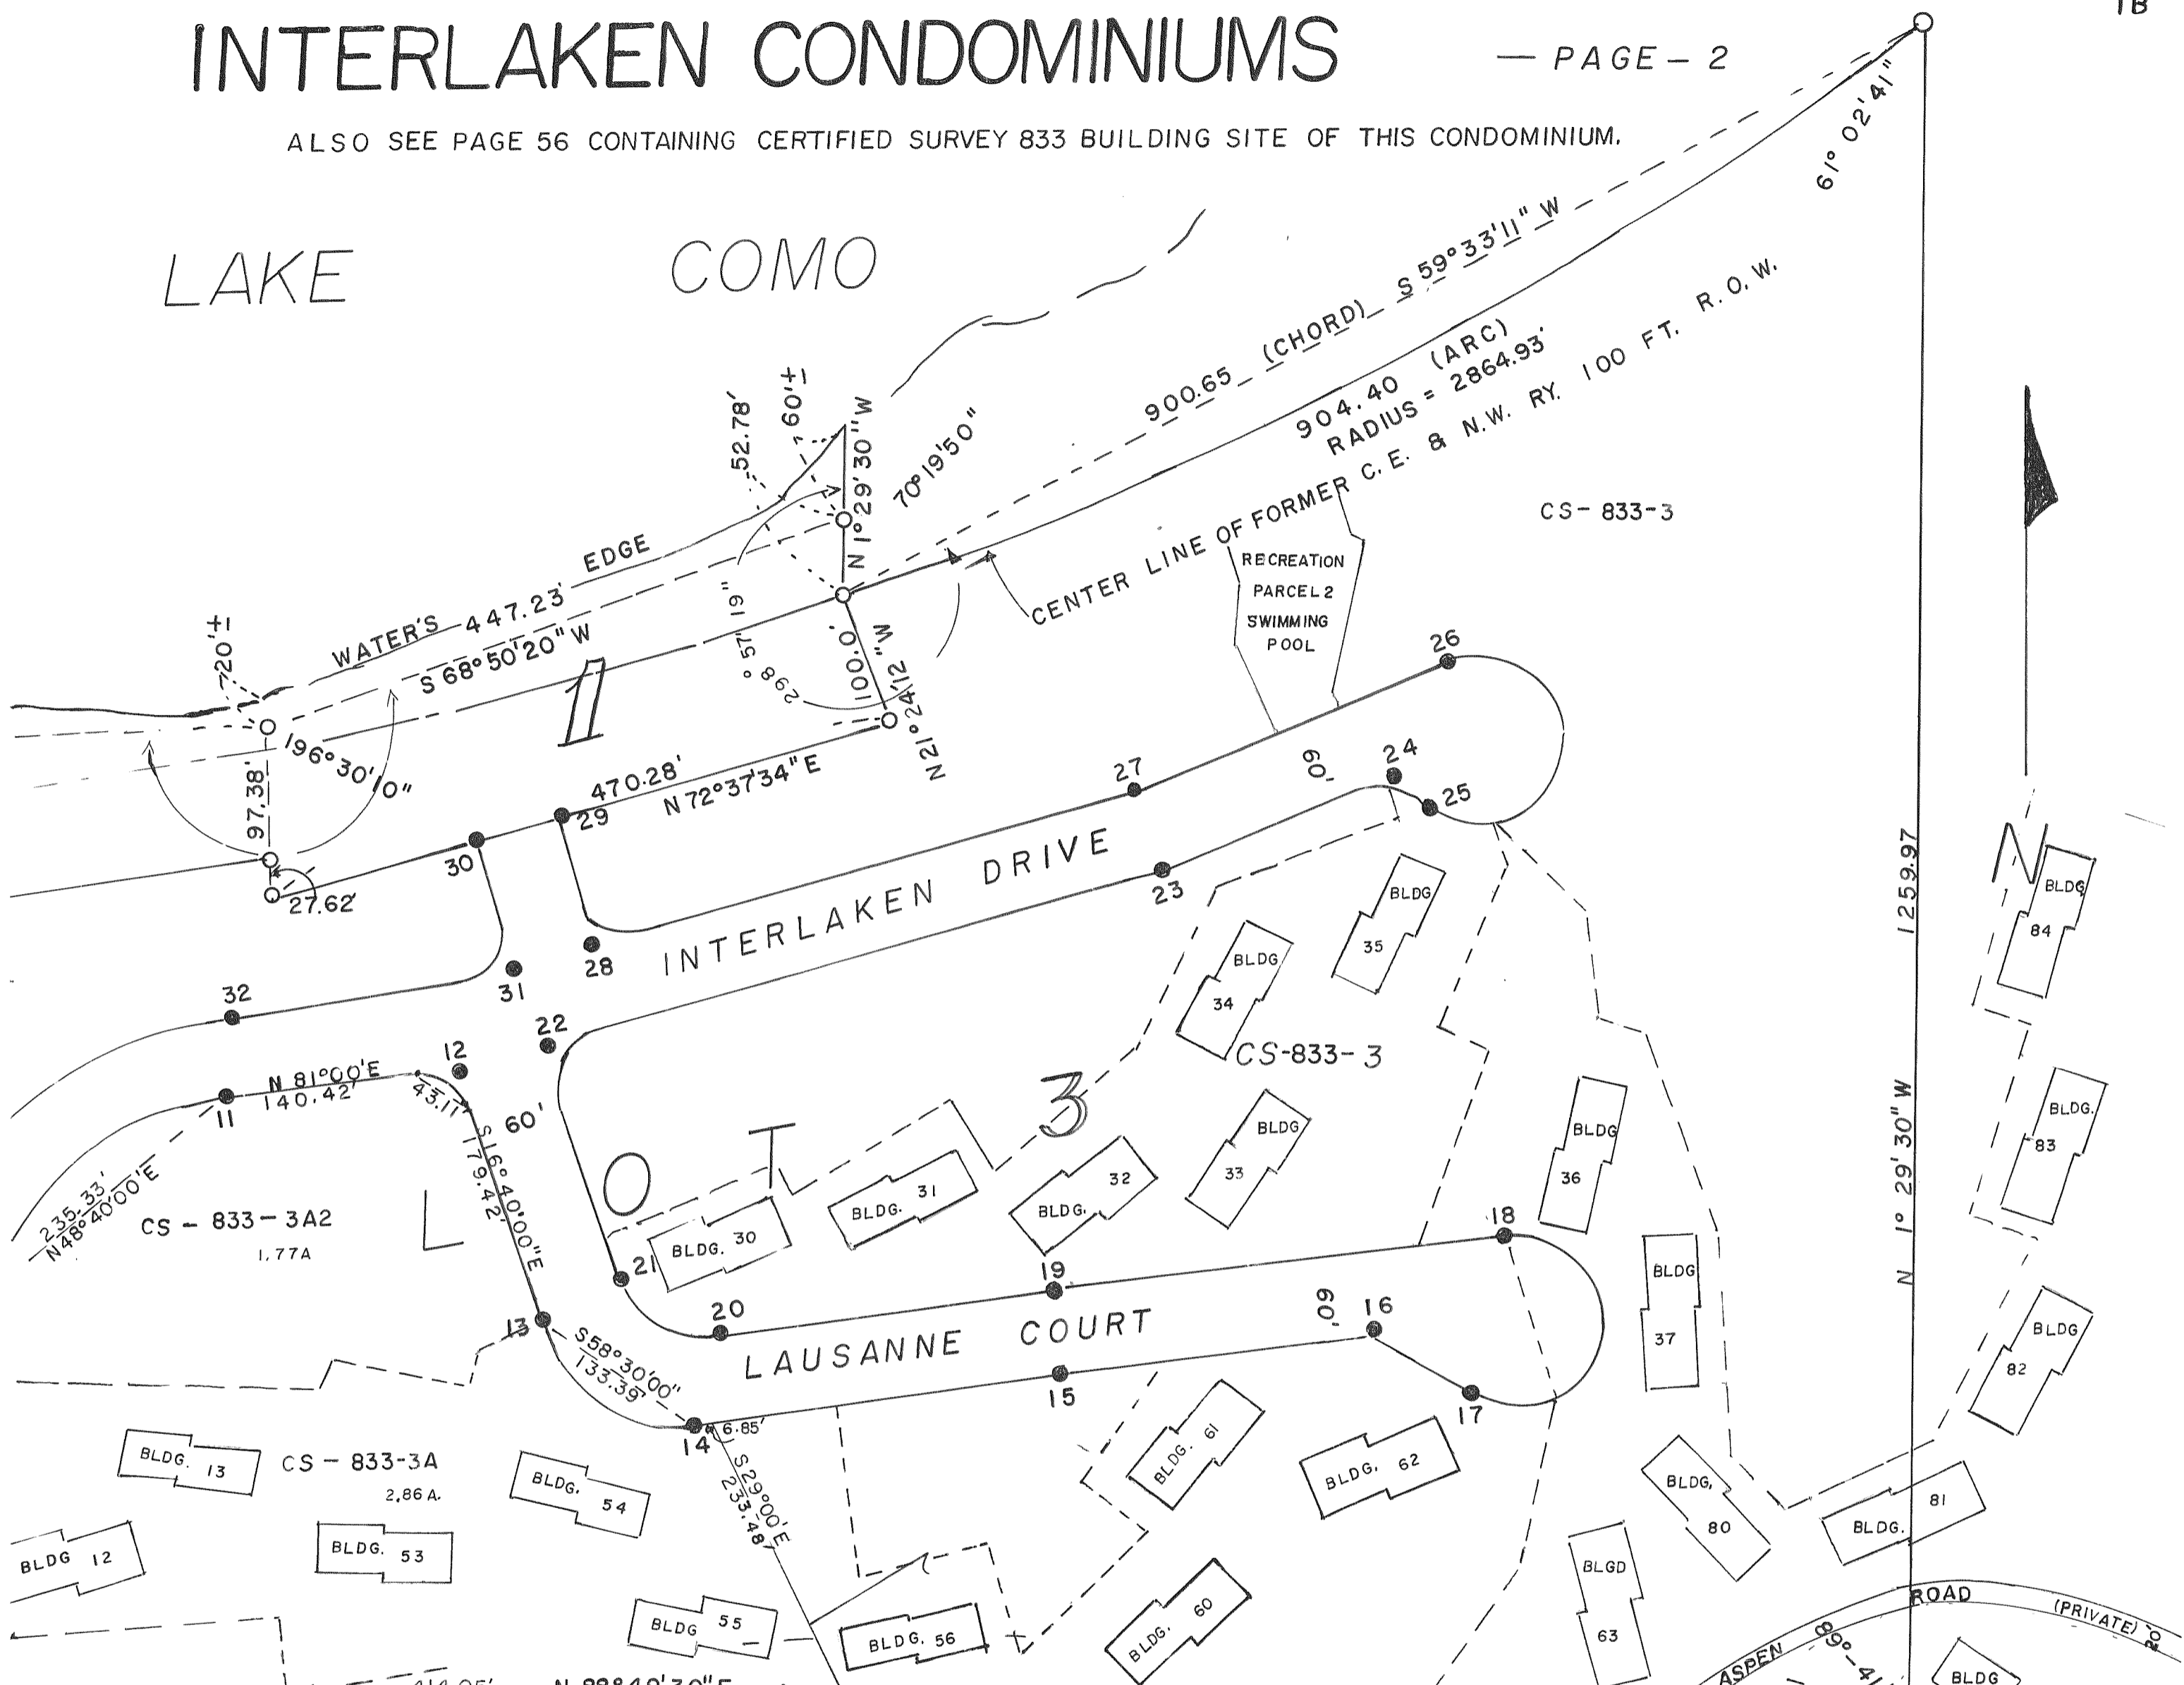 1B
INTERLAKEN CONDOMINIUMS
— PAGE – 2
ALSO SEE PAGE 56 CONTAINING CERTIFIED SURVEY 833 BUILDING SITE OF THIS CONDOMINIUM.
61° 02' 41"
LAKE COMO
900.65 (CHORD) S 59°33'11" W
904.40 (ARC)
RADIUS = 2864.93'
CENTER LINE OF FORMER C.E. & N.W. RY. 100 FT. R.O.W.
52.78'
60'±
N 1° 29' 30" W
70°19'50"
CS- 833-3
WATER'S EDGE
447.23'
S 68°50'20" W
20'±
196°30'10"
97.38'
27.62'
1
298° 57' 19"
100.0'
N21°24'12"W
470.28'
N 72°37'34"E
RECREATION
PARCEL 2
SWIMMING
POOL
26
27
24
25
60'
29
30
23
28
31
32
22
12
11
INTERLAKEN DRIVE
1259.97
N 1° 29' 30" W
N
BLDG
84
BLDG
35
BLDG
34
CS-833-3
N 81°00'E
140.42'
43.11'
60'
S16°40'00"E
179.42'
235.33'
N48°40'00"E
CS - 833-3A2
1.77A
LOT 3
BLDG. 30
BLDG. 31
BLDG. 32
BLDG
33
BLDG
36
BLDG.
83
21
20
19
18
13
14
15
16
17
60'
LAUSANNE COURT
S58°30'00"
133.39'
6.85'
S 29°00'E
233.48'
BLDG
37
BLDG
82
BLDG. 13
CS - 833-3A
2.86 A.
BLDG. 54
BLDG. 61
BLDG. 62
BLDG.
80
BLDG. 81
BLDG 12
BLDG. 53
BLDG 55
BLDG. 56
BLDG. 60
BLGD
63
ASPEN ROAD (PRIVATE) 20'
BLDG